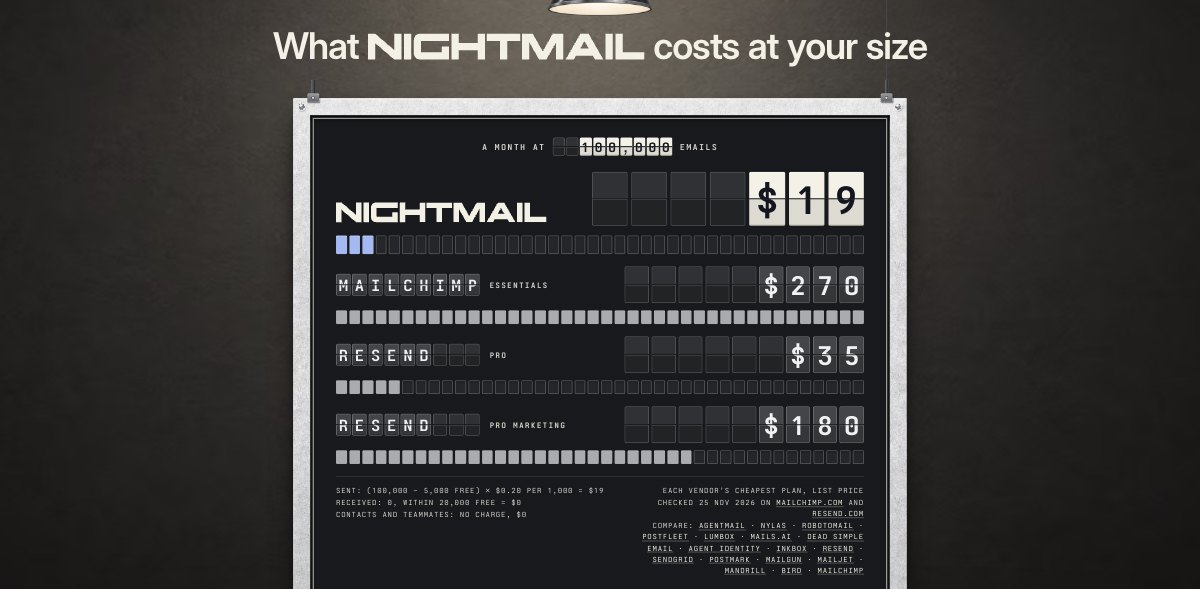 What NIGHTMAIL costs at your size
A MONTH AT 100,000 EMAILS
NIGHTMAIL $19
MAILCHIMP ESSENTIALS $270
RESEND PRO $35
RESEND PRO MARKETING $180
SENT: (100,000 − 5,000 FREE) × $0.20 PER 1,000 = $19
RECEIVED: 0, WITHIN 20,000 FREE = $0
CONTACTS AND TEAMMATES: NO CHARGE, $0
EACH VENDOR'S CHEAPEST PLAN, LIST PRICE
CHECKED 25 NOV 2026 ON MAILCHIMP.COM AND
RESEND.COM
COMPARE: AGENTMAIL · NYLAS · ROBOTOMAIL ·
POSTFLEET · LUMBOX · MAILS.AI · DEAD SIMPLE
EMAIL · AGENT IDENTITY · INKBOX · RESEND ·
SENDGRID · POSTMARK · MAILGUN · MAILJET ·
MANDRILL · BIRD · MAILCHIMP